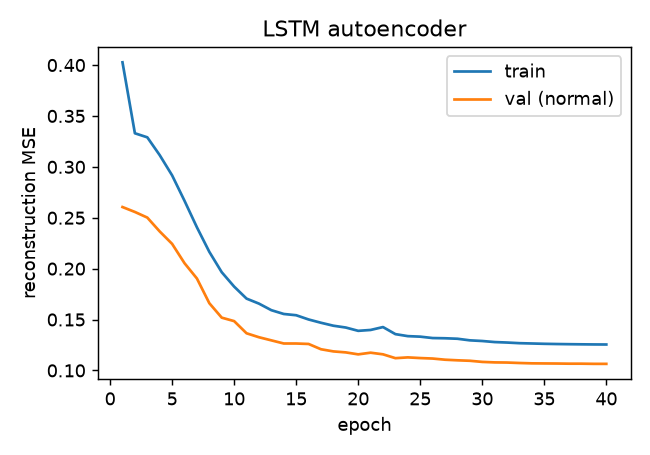 LSTM autoencoder
train
val (normal)
reconstruction MSE
0.40
0.35
0.30
0.25
0.20
0.15
0.10
0 5 10 15 20 25 30 35 40
epoch